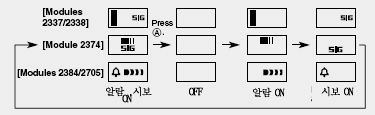 [Modules
2337/2338]
SIG
Press
Ⓐ.
SIG
[Module 2374]
SIG
SIG
[Modules 2384/2705]
알람 시보
ON
OFF
알람 ON
시보 ON